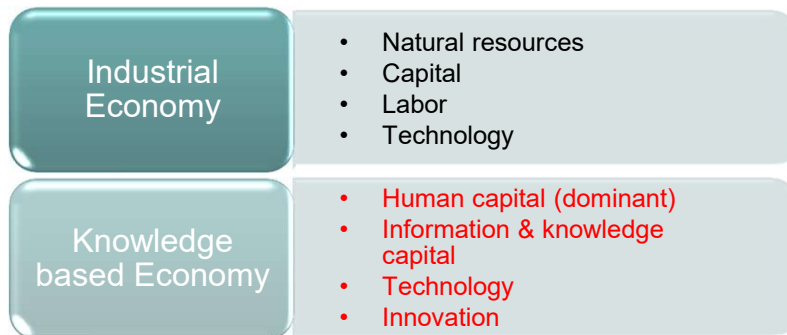 Industrial
Economy
• Natural resources
• Capital
• Labor
• Technology
Knowledge
based Economy
• Human capital (dominant)
• Information & knowledge
capital
• Technology
• Innovation